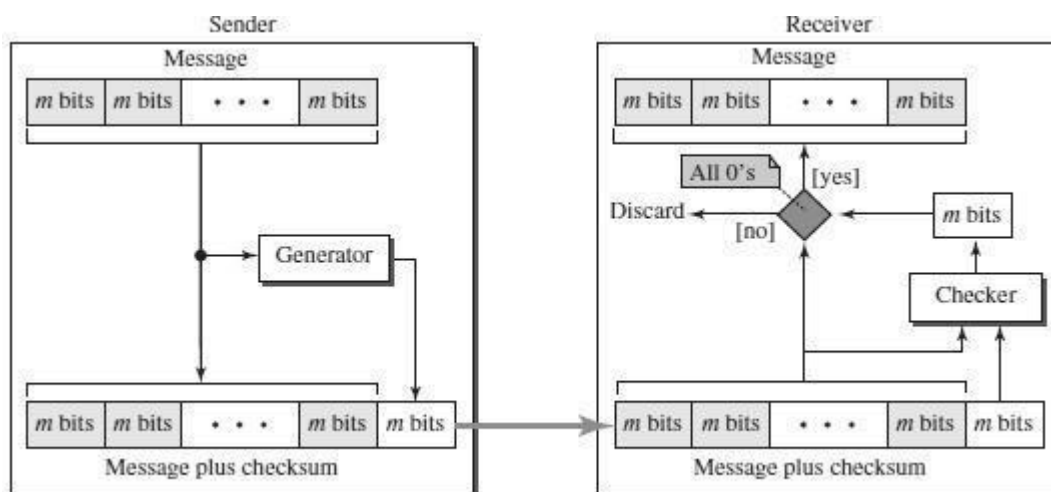 Sender
Message
m bits m bits • • • m bits
Generator
m bits m bits • • • m bits m bits
Message plus checksum
Receiver
Message
m bits m bits • • • m bits
All 0's
[yes]
Discard
[no]
m bits
Checker
m bits m bits • • • m bits m bits
Message plus checksum